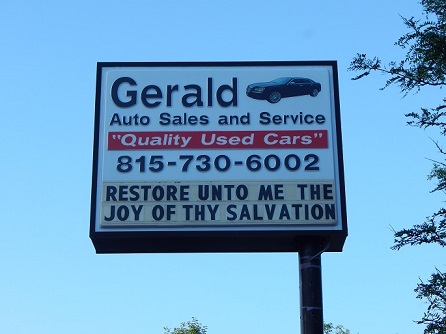 Gerald
Auto Sales and Service
"Quality Used Cars"
815-730-6002
RESTORE UNTO ME THE
JOY OF THY SALVATION